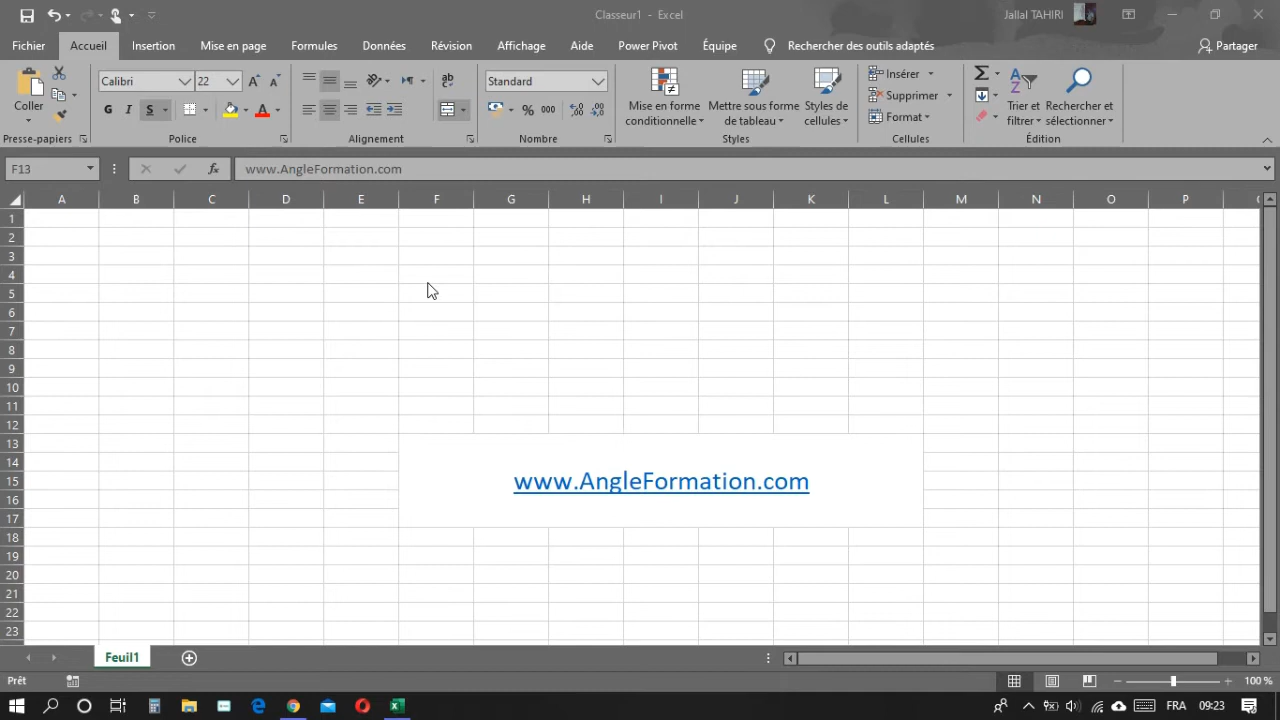 Classeur1 - Excel
Jallal TAHIRI
Fichier Accueil Insertion Mise en page Formules Données Révision Affichage Aide Power Pivot Équipe Rechercher des outils adaptés Partager
Coller
Calibri 22
G I S
ab
Standard
% 000
Mise en forme conditionnelle
Mettre sous forme de tableau
Styles de cellules
Insérer
Supprimer
Format
Trier et filtrer
Rechercher et sélectionner
Presse-papiers Police Alignement Nombre Styles Cellules Édition
F13 fx www.AngleFormation.com
A B C D E F G H I J K L M N O P
1
2
3
4
5
6
7
8
9
10
11
12
13
14
15
16
17
18
19
20
21
22
23
www.AngleFormation.com
Feuil1
Prêt
100 %
FRA 09:23